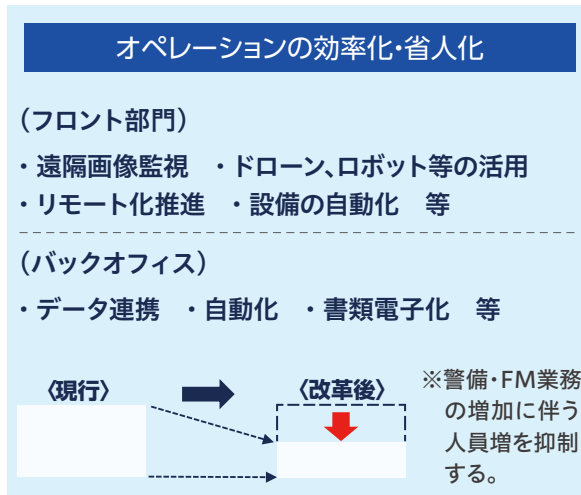 オペレーションの効率化・省人化
（フロント部門）
・遠隔画像監視　・ドローン、ロボット等の活用
・リモート化推進　・設備の自動化　等
（バックオフィス）
・データ連携　・自動化　・書類電子化　等
〈現行〉
〈改革後〉
※警備・FM業務
の増加に伴う
人員増を抑制
する。